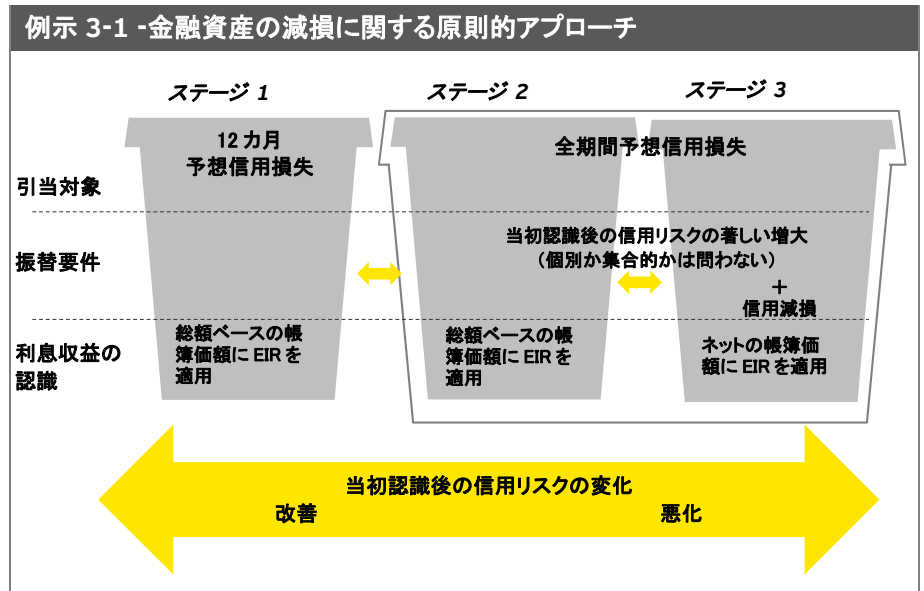 例示 3-1 -金融資産の減損に関する原則的アプローチ
ステージ 1
ステージ 2
ステージ 3
12 カ月
予想信用損失
全期間予想信用損失
引当対象
振替要件
当初認識後の信用リスクの著しい増大
（個別か集合的かは問わない）
＋
信用減損
利息収益の
認識
総額ベースの帳
簿価額に EIR を
適用
総額ベースの帳
簿価額に EIR を
適用
ネットの帳簿価
額に EIR を適用
当初認識後の信用リスクの変化
改善
悪化